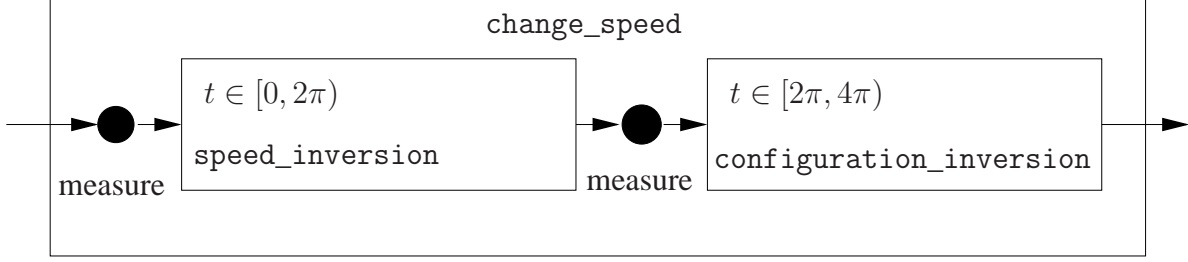 change_speed
t ∈ [0, 2π)
speed_inversion
measure
t ∈ [2π, 4π)
configuration_inversion
measure